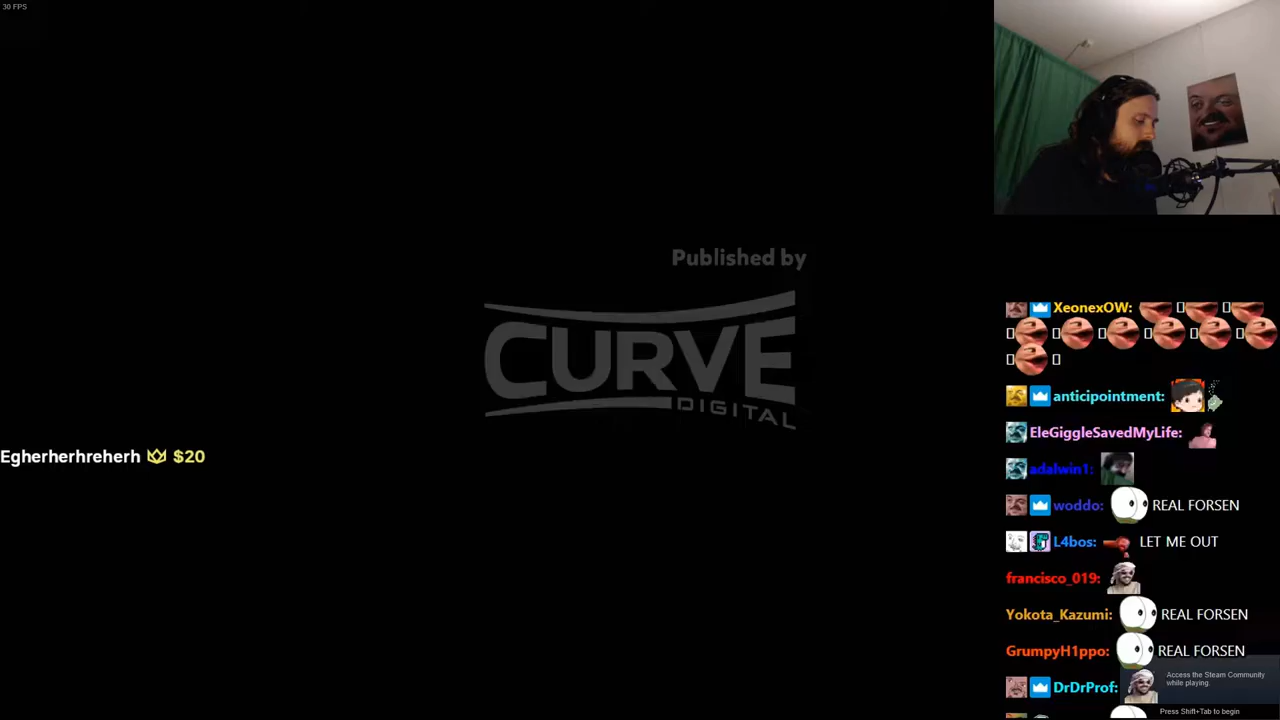 30 FPS
Published by
CURVE
DIGITAL
Egherherhreherh $20
XeonexOW:
anticipointment:
EleGiggleSavedMyLife:
adalwin1:
woddo: REAL FORSEN
L4bos: LET ME OUT
francisco_019:
Yokota_Kazumi: REAL FORSEN
GrumpyH1ppo: REAL FORSEN
DrDrProf:
Access the Steam Community
while playing.
Press Shift+Tab to begin